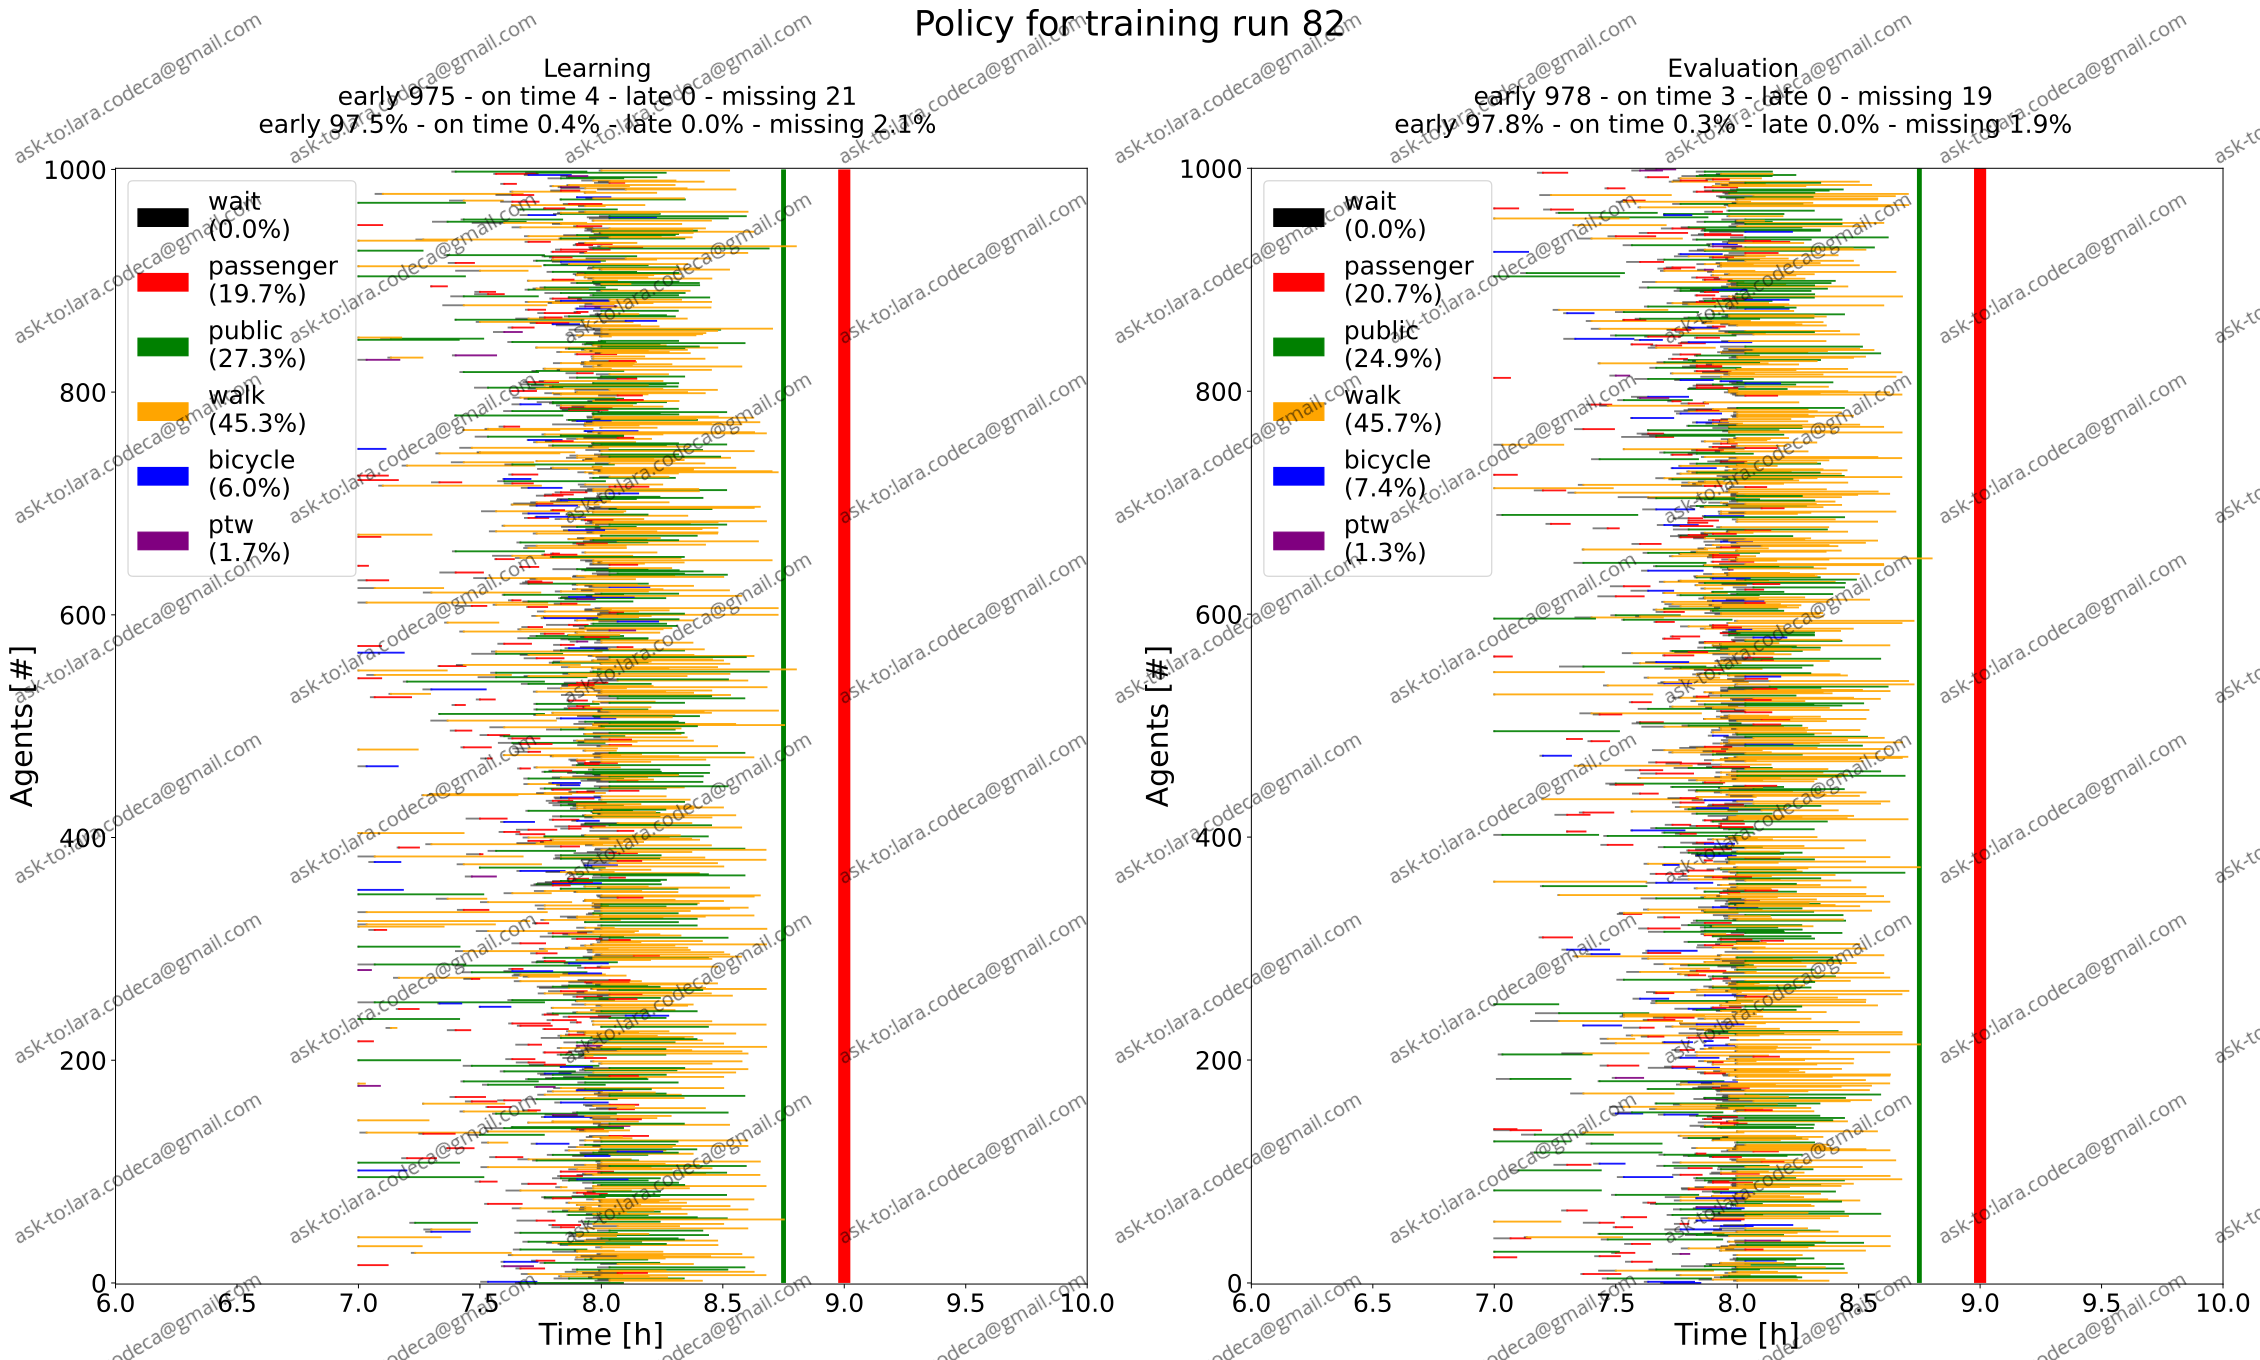 Policy for training run 82
Learning
early 975 - on time 4 - late 0 - missing 21
early 97.5% - on time 0.4% - late 0.0% - missing 2.1%
Agents [#]
1000
800
600
400
200
0
wait
(0.0%)
passenger
(19.7%)
public
(27.3%)
walk
(45.3%)
bicycle
(6.0%)
ptw
(1.7%)
6.0 6.5 7.0 7.5 8.0 8.5 9.0 9.5 10.0
Time [h]
Evaluation
early 978 - on time 3 - late 0 - missing 19
early 97.8% - on time 0.3% - late 0.0% - missing 1.9%
Agents [#]
1000
800
600
400
200
0
wait
(0.0%)
passenger
(20.7%)
public
(24.9%)
walk
(45.7%)
bicycle
(7.4%)
ptw
(1.3%)
6.0 6.5 7.0 7.5 8.0 8.5 9.0 9.5 10.0
Time [h]
ask-to:lara.codeca@gmail.com